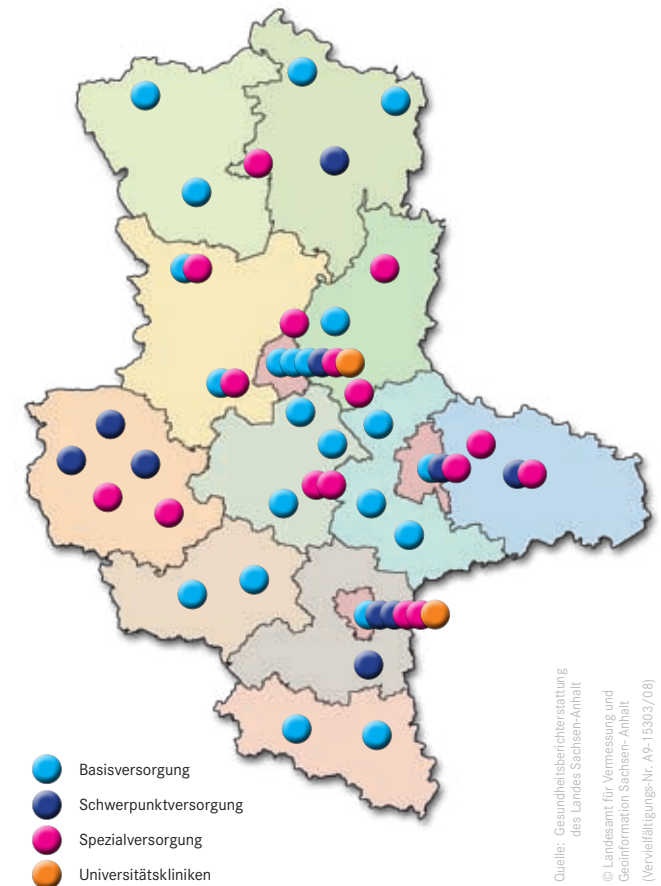 Basisversorgung
Schwerpunktversorgung
Spezialversorgung
Universitätskliniken
Quelle: Gesundheitsberichterstattung
des Landes Sachsen-Anhalt
© Landesamt für Vermessung und
Geoinformation Sachsen- Anhalt
(Vervielfältigungs-Nr. A9-15303/08)